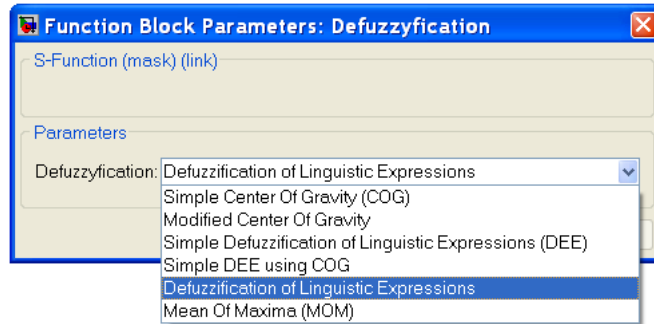 Function Block Parameters: Defuzzyfication
S-Function (mask) (link)
Parameters
Defuzzyfication: Defuzzification of Linguistic Expressions
Simple Center Of Gravity (COG)
Modified Center Of Gravity
Simple Defuzzification of Linguistic Expressions (DEE)
Simple DEE using COG
Defuzzification of Linguistic Expressions
Mean Of Maxima (MOM)